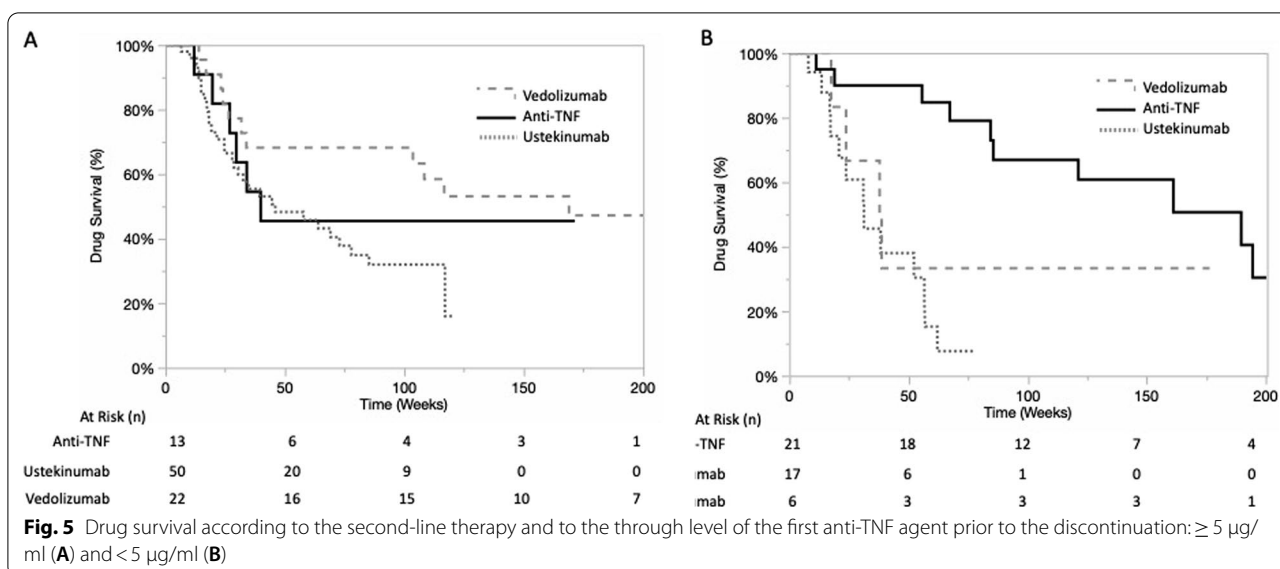 A
100%
80%
60%
40%
20%
0%
Drug Survival (%)
Vedolizumab
Anti-TNF
Ustekinumab
0 50 100 150 200
Time (Weeks)
At Risk (n)
Anti-TNF 13 6 4 3 1
Ustekinumab 50 20 9 0 0
Vedolizumab 22 16 15 10 7
B
100%
80%
60%
40%
20%
0%
Drug Survival (%)
Vedolizumab
Anti-TNF
Ustekinumab
0 50 100 150 200
Time (Weeks)
At Risk (n)
-TNF 21 18 12 7 4
umab 17 6 1 0 0
umab 6 3 3 3 1
Fig. 5 Drug survival according to the second-line therapy and to the through level of the first anti-TNF agent prior to the discontinuation: ≥ 5 μg/
ml (A) and < 5 μg/ml (B)